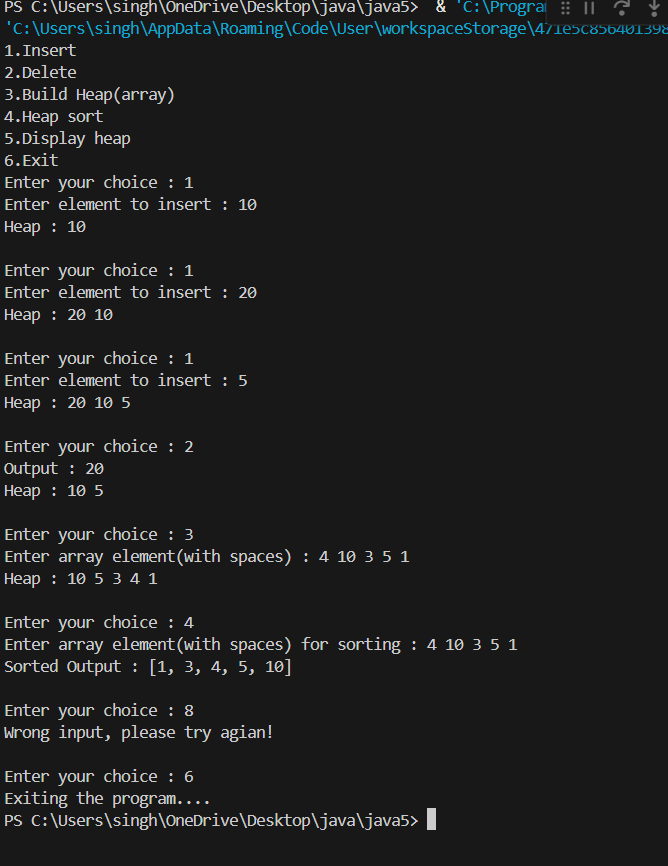 PS C:\Users\singh\OneDrive\Desktop\java\java5>  & 'C:\Program
'C:\Users\singh\AppData\Roaming\Code\User\workspaceStorage\471e5c856401398
1.Insert
2.Delete
3.Build Heap(array)
4.Heap sort
5.Display heap
6.Exit
Enter your choice : 1
Enter element to insert : 10
Heap : 10
Enter your choice : 1
Enter element to insert : 20
Heap : 20 10
Enter your choice : 1
Enter element to insert : 5
Heap : 20 10 5
Enter your choice : 2
Output : 20
Heap : 10 5
Enter your choice : 3
Enter array element(with spaces) : 4 10 3 5 1
Heap : 10 5 3 4 1
Enter your choice : 4
Enter array element(with spaces) for sorting : 4 10 3 5 1
Sorted Output : [1, 3, 4, 5, 10]
Enter your choice : 8
Wrong input, please try agian!
Enter your choice : 6
Exiting the program....
PS C:\Users\singh\OneDrive\Desktop\java\java5>